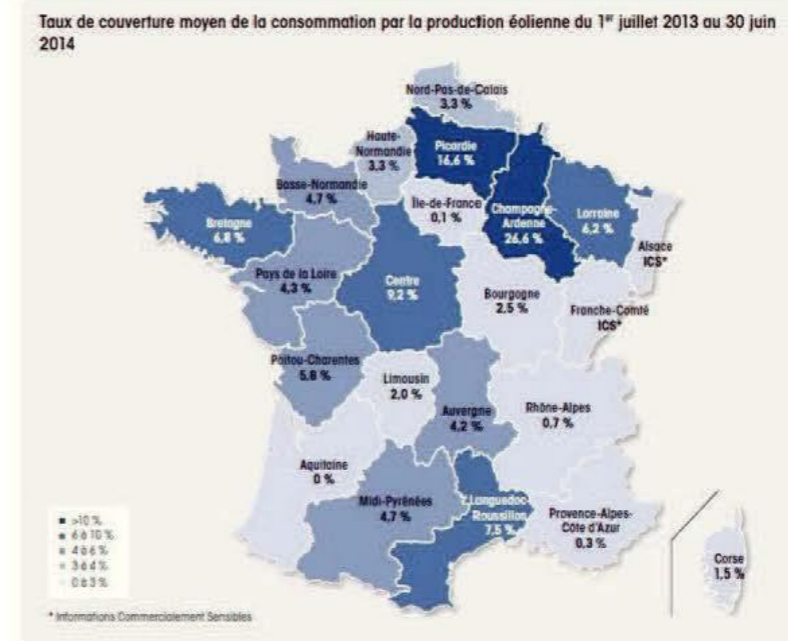 Taux de couverture moyen de la consommation par la production éolienne du 1er juillet 2013 au 30 juin
2014
Nord-Pas-de-Calais
3,3 %
Haute-
Normandie
3,3 %
Picardie
16,6 %
Basse-Normandie
4,7 %
Île-de-France
0,1 %
Champagne-
Ardenne
26,6 %
Lorraine
6,2 %
Alsace
ICS*
Bretagne
6,8 %
Pays de la Loire
4,3 %
Centre
9,2 %
Bourgogne
2,5 %
Franche-Comté
ICS*
Poitou-Charentes
5,8 %
Limousin
2,0 %
Auvergne
4,2 %
Rhône-Alpes
0,7 %
Aquitaine
0 %
Midi-Pyrénées
4,7 %
Languedoc-
Roussillon
7,5 %
Provence-Alpes-
Côte d'Azur
0,3 %
Corse
1,5 %
>10 %
6 à 10 %
4 à 6 %
3 à 4 %
0 à 3 %
* Informations Commercialement Sensibles